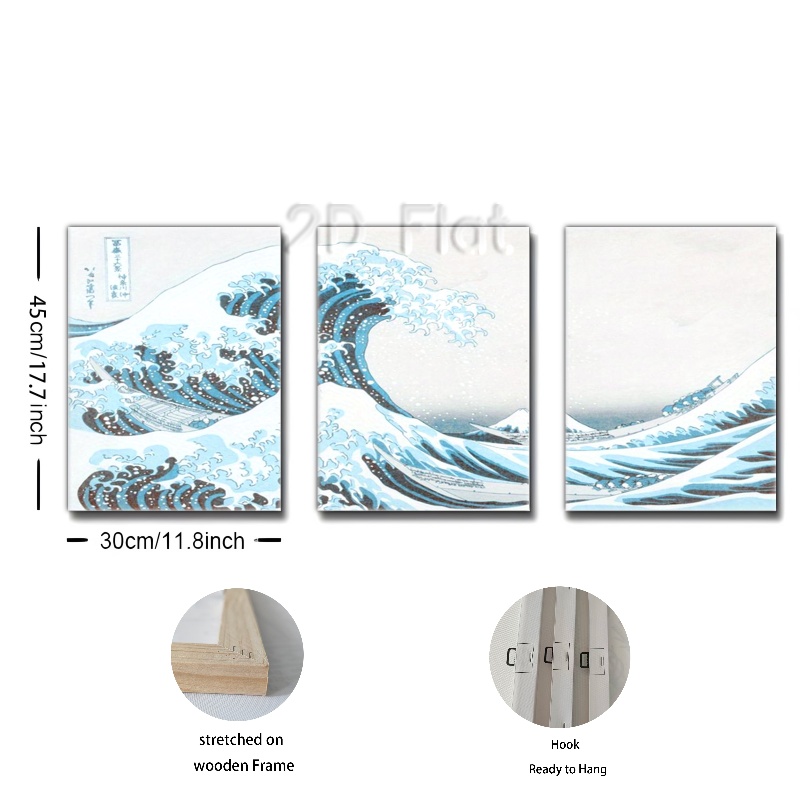 2D Flat
45cm/17.7inch
30cm/11.8inch
stretched on
wooden Frame
Hook
Ready to Hang